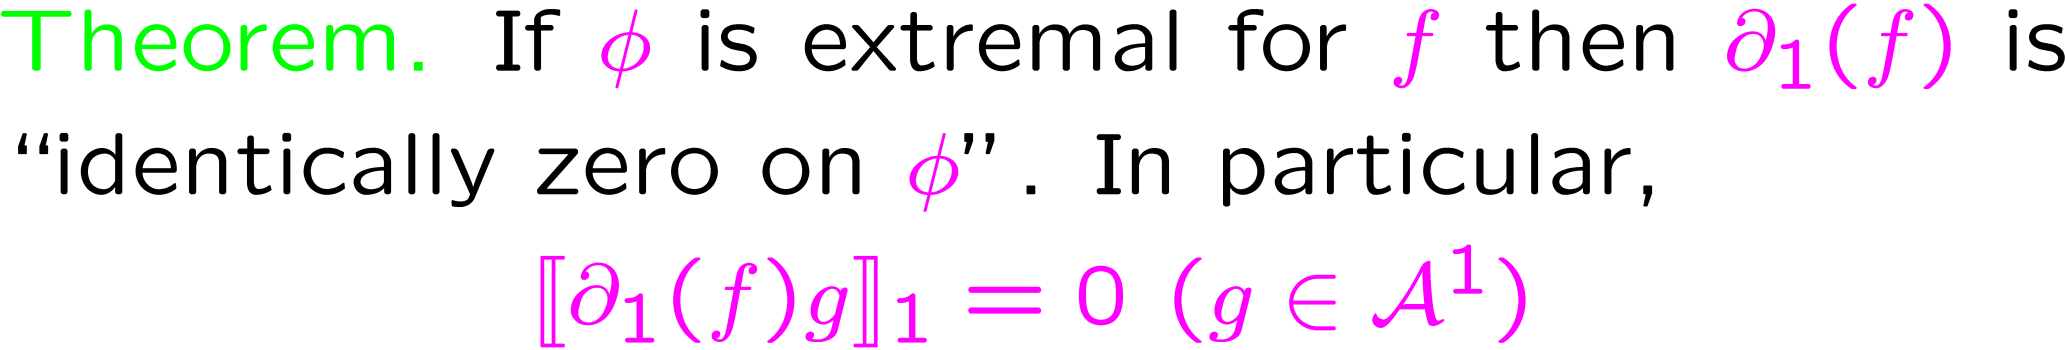 Theorem. If ϕ is extremal for f then ∂₁(f) is
“identically zero on ϕ”. In particular,
⟦∂₁(f)g⟧₁ = 0 (g ∈ 𝒜¹)